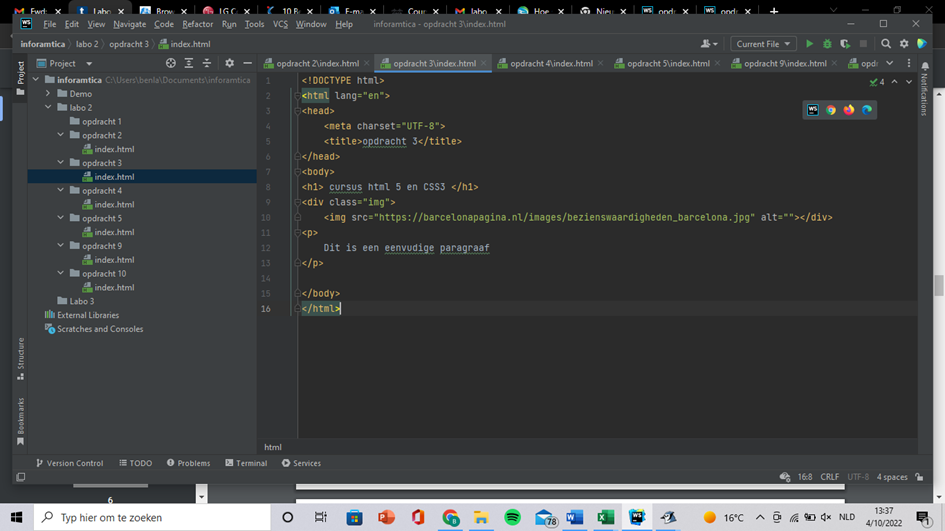 Fwd:
Labo
Brow
LG C
10 B
E-m
Cou
labo
Hoe
Nieu
opd
opd
File Edit View Navigate Code Refactor Run Tools VCS Window Help informatica - opdracht 3\index.html
inforamtica labo 2 opdracht 3 index.html
Current File
Project
opdracht 2\index.html opdracht 3\index.html opdracht 4\index.html opdracht 5\index.html opdracht 9\index.html opd
Project
inforamtica C:\Users\benla\Documents\inforamtica
Demo
labo 2
opdracht 1
opdracht 2
index.html
opdracht 3
index.html
opdracht 4
index.html
opdracht 5
index.html
opdracht 9
index.html
opdracht 10
index.html
Labo 3
External Libraries
Scratches and Consoles
1 <!DOCTYPE html>
2 <html lang="en">
3 <head>
4 <meta charset="UTF-8">
5 <title>opdracht 3</title>
6 </head>
7 <body>
8 <h1> cursus html 5 en CSS3 </h1>
9 <div class="img">
10 <img src="https://barcelonapagina.nl/images/bezienswaardigheden_barcelona.jpg" alt=""></div>
11 <p>
12 Dit is een eenvudige paragraaf
13 </p>
14
15 </body>
16 </html>
4
Notifications
Structure
Bookmarks
html
Version Control TODO Problems Terminal Services
16:8 CRLF UTF-8 4 spaces
6
Typ hier om te zoeken
78
16°C
NLD
13:37
4/10/2022
1